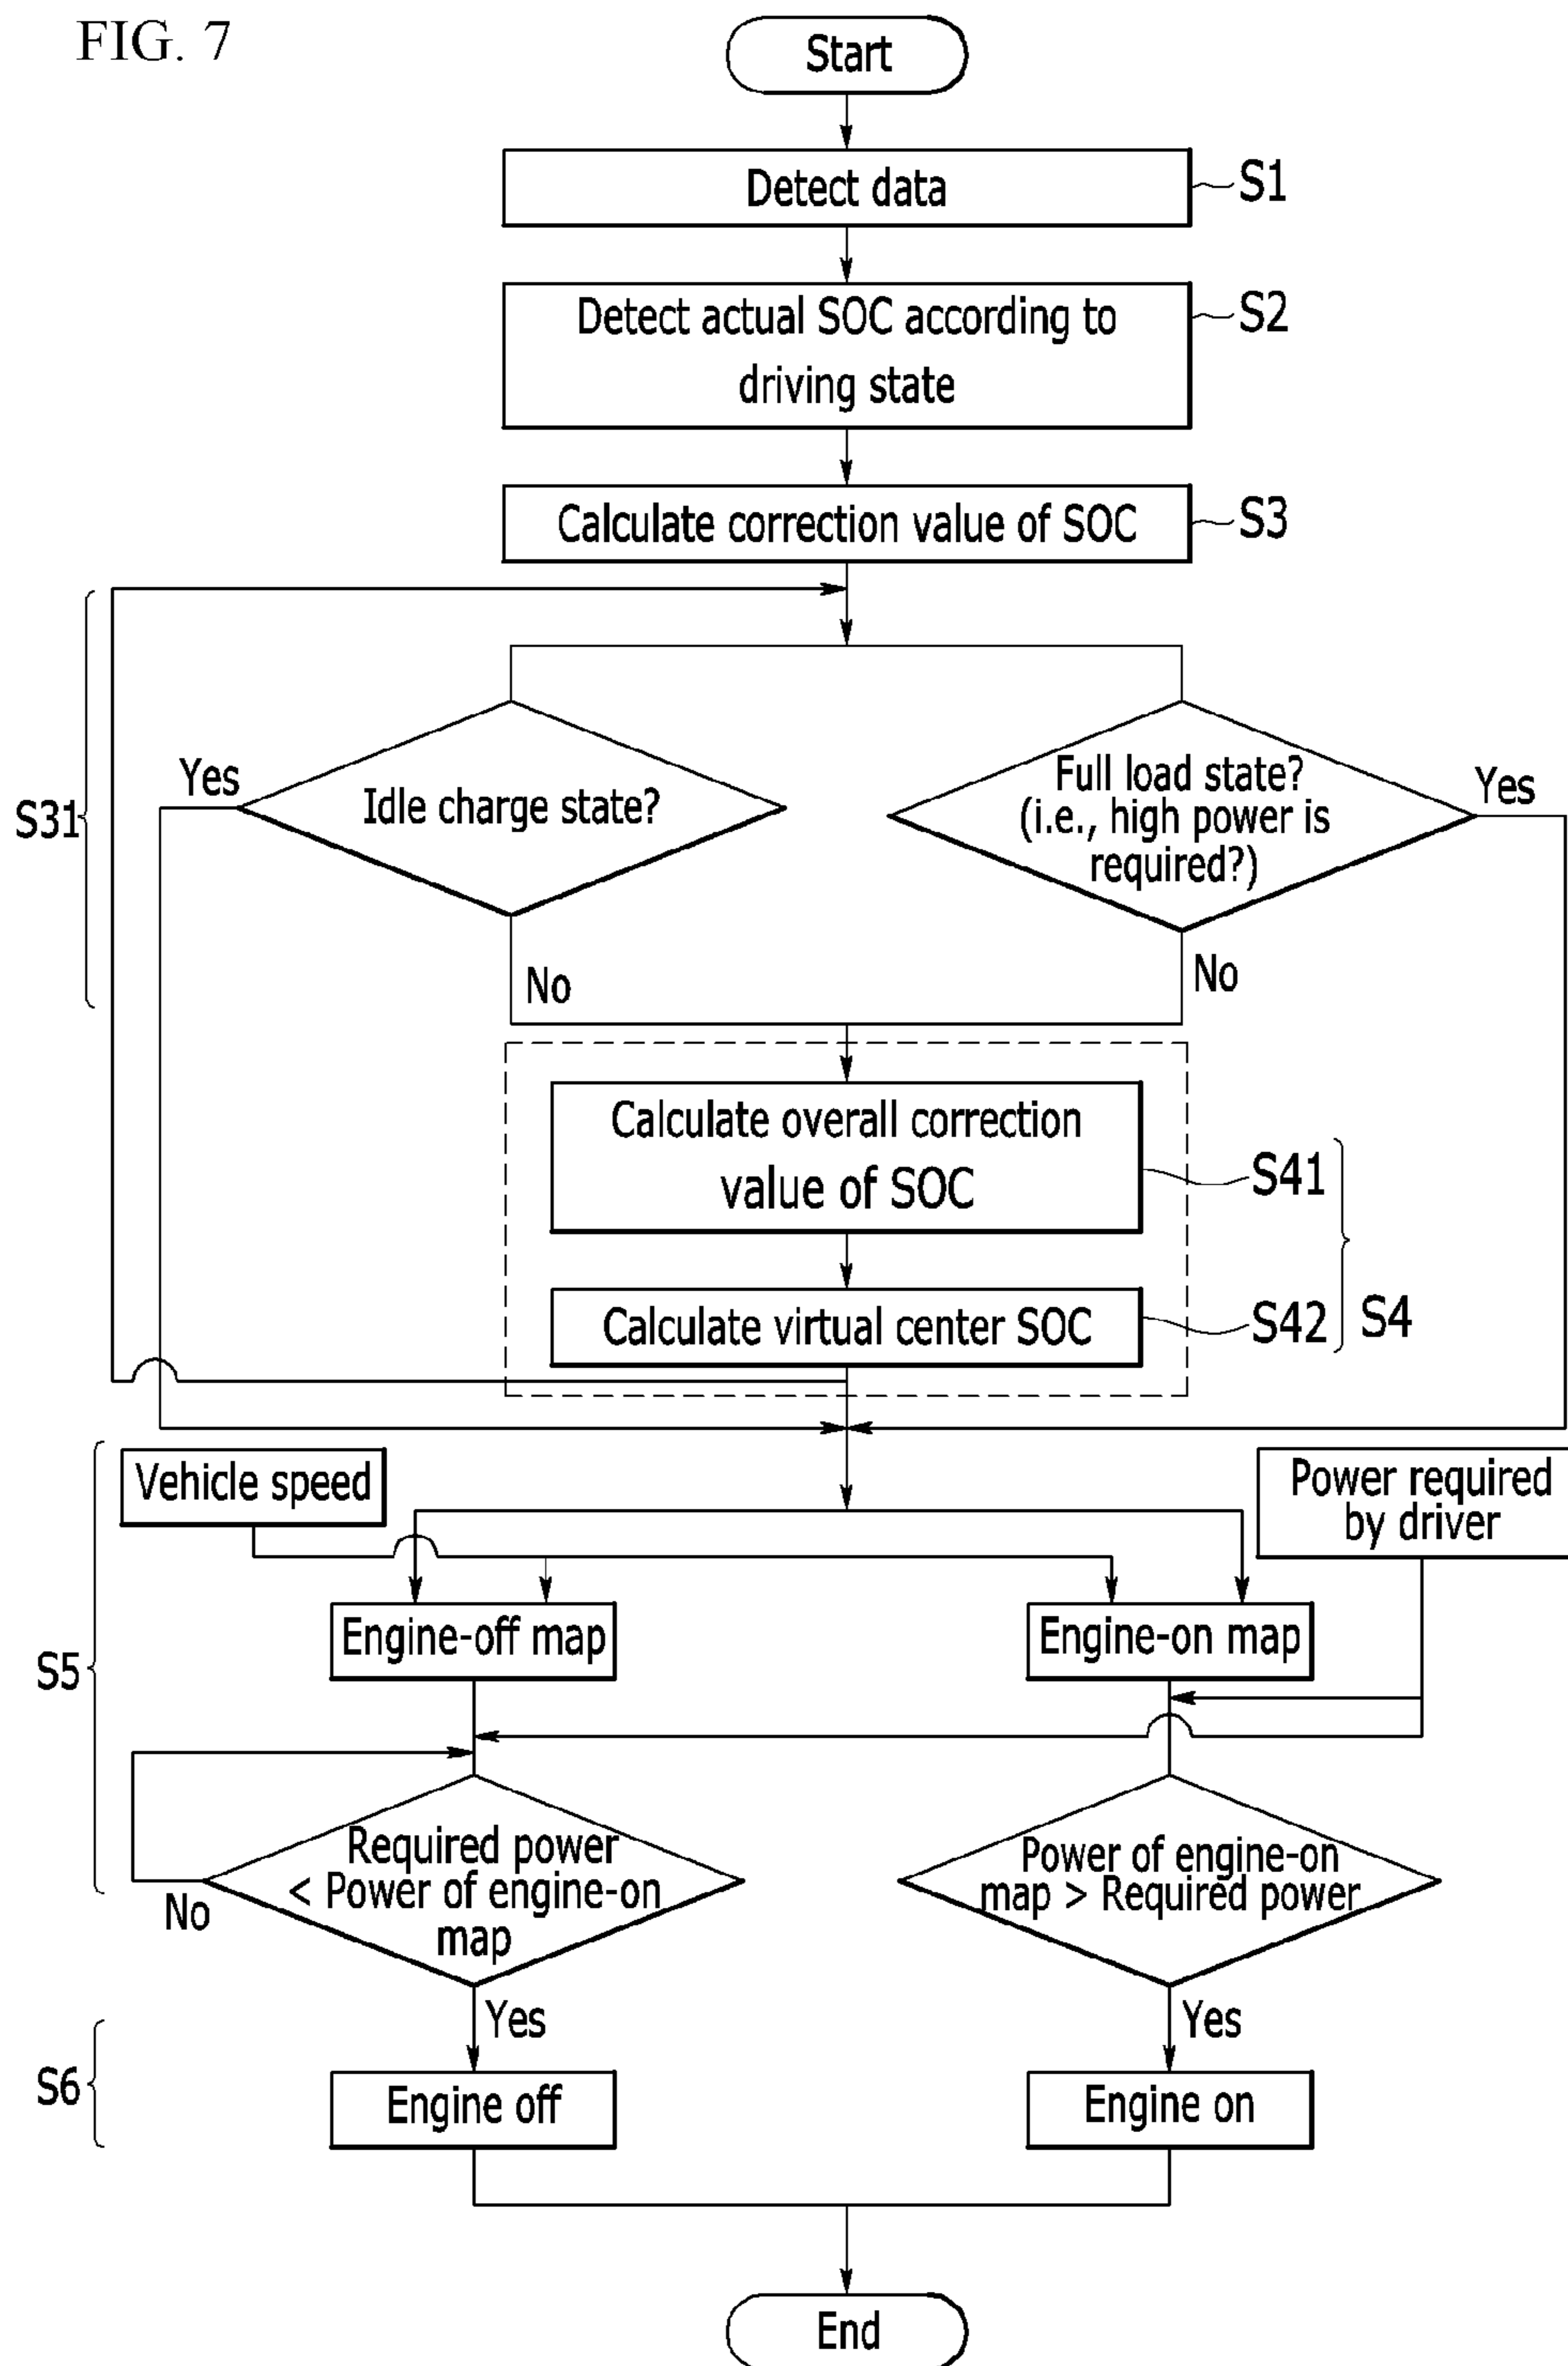 FIG. 7
Start
Detect data
S1
Detect actual SOC according to
driving state
S2
Calculate correction value of SOC
S3
S31
Yes
Idle charge state?
No
Full load state?
(i.e., high power is
required?)
Yes
No
Calculate overall correction
value of SOC
S41
Calculate virtual center SOC
S42
S4
Vehicle speed
Power required
by driver
S5
Engine-off map
Engine-on map
Required power
< Power of engine-on
map
No
Yes
Power of engine-on
map > Required power
Yes
S6
Engine off
Engine on
End